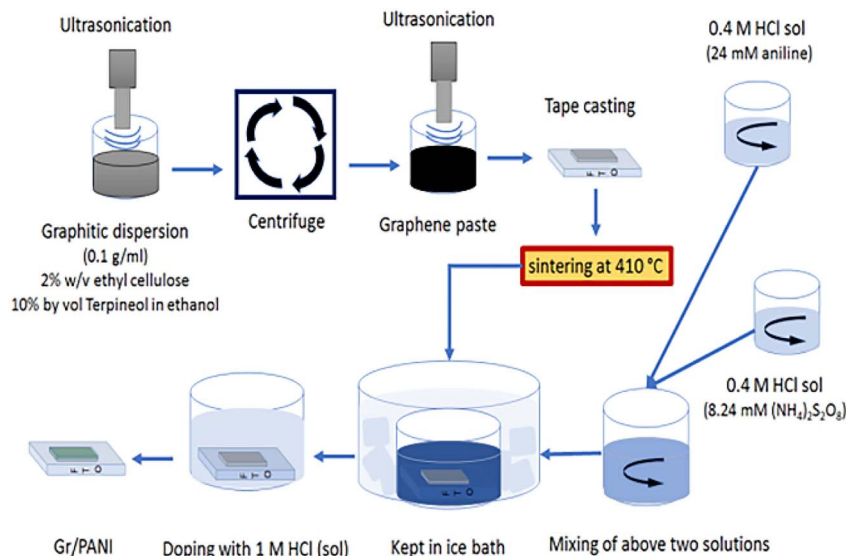 Ultrasonication
Ultrasonication
0.4 M HCl sol
(24 mM aniline)
Tape casting
F T O
Centrifuge
Graphene paste
Graphitic dispersion
(0.1 g/ml)
2% w/v ethyl cellulose
10% by vol Terpineol in ethanol
sintering at 410 °C
0.4 M HCl sol
(8.24 mM (NH₄)₂S₂O₈)
F T O
F T O
F T O
Gr/PANI
Doping with 1 M HCl (sol)
Kept in ice bath
Mixing of above two solutions